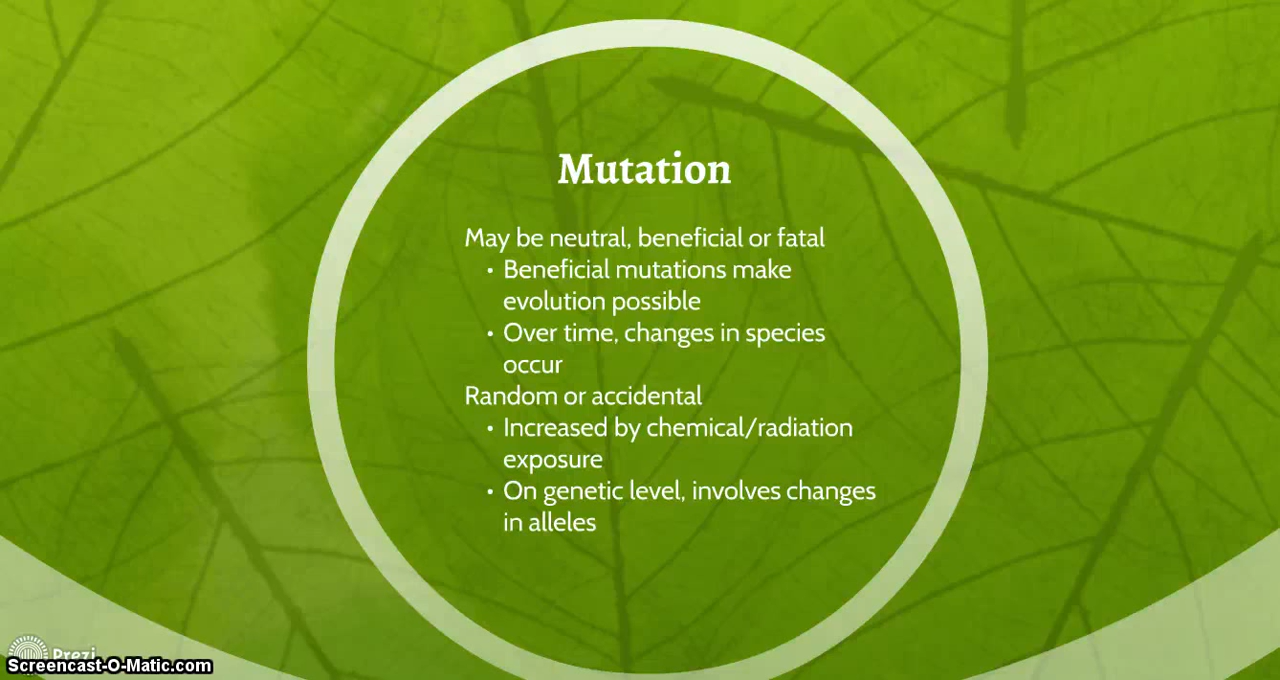 Mutation
May be neutral, beneficial or fatal
• Beneficial mutations make
evolution possible
• Over time, changes in species
occur
Random or accidental
• Increased by chemical/radiation
exposure
• On genetic level, involves changes
in alleles
Prezi
Screencast-O-Matic.com